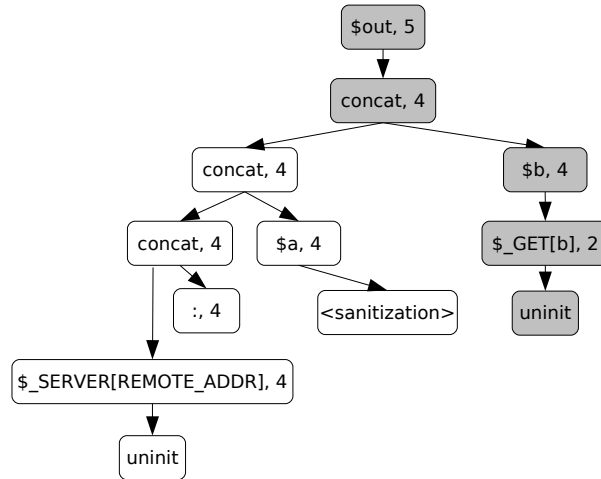 $out, 5
concat, 4
concat, 4
$b, 4
concat, 4
$a, 4
$_GET[b], 2
:, 4
<sanitization>
uninit
$_SERVER[REMOTE_ADDR], 4
uninit